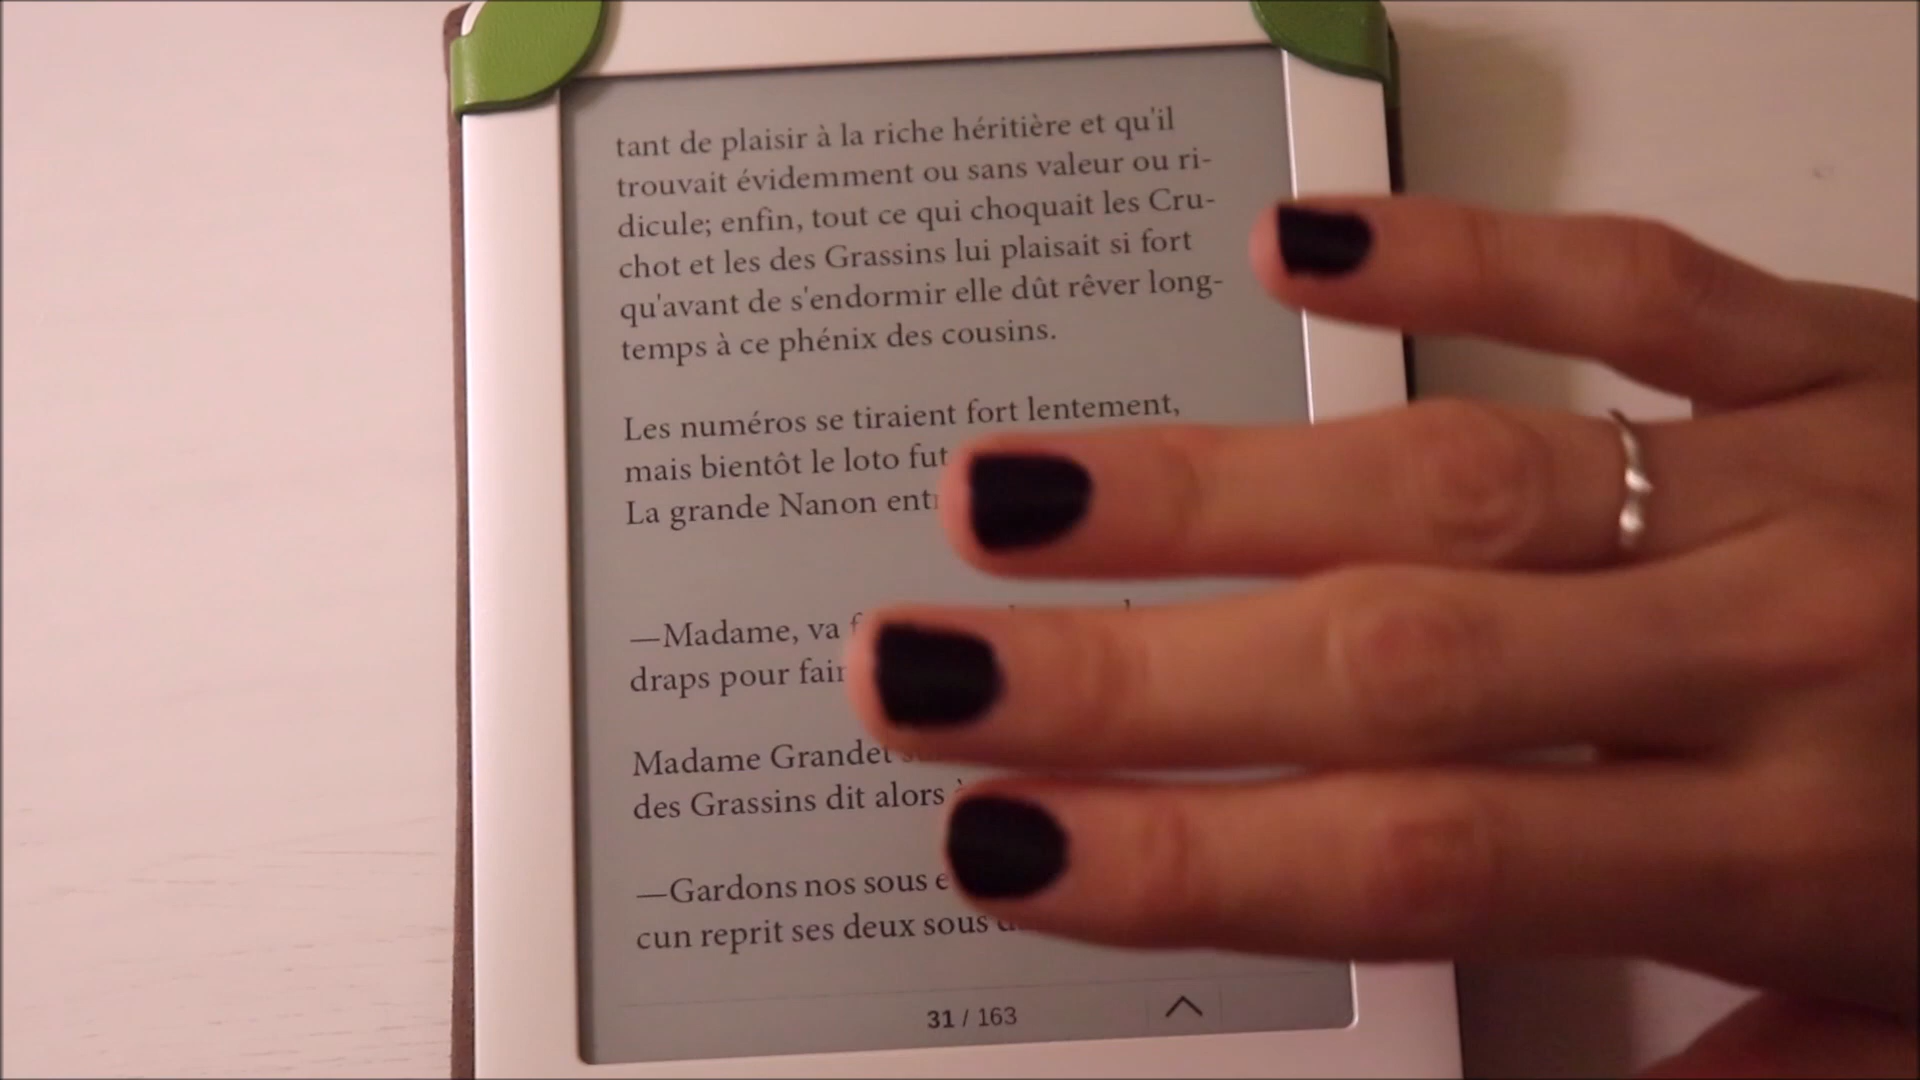 tant de plaisir à la riche héritière et qu'il
trouvait évidemment ou sans valeur ou ri-
dicule; enfin, tout ce qui choquait les Cru-
chot et les des Grassins lui plaisait si fort
qu'avant de s'endormir elle dût rêver long-
temps à ce phénix des cousins.
Les numéros se tiraient fort lentement,
mais bientôt le loto fut
La grande Nanon
—Madame, va
draps pour
Madame Grandet
des Grassins dit alors
—Gardons nos sous
cun reprit ses deux sous
31 / 163